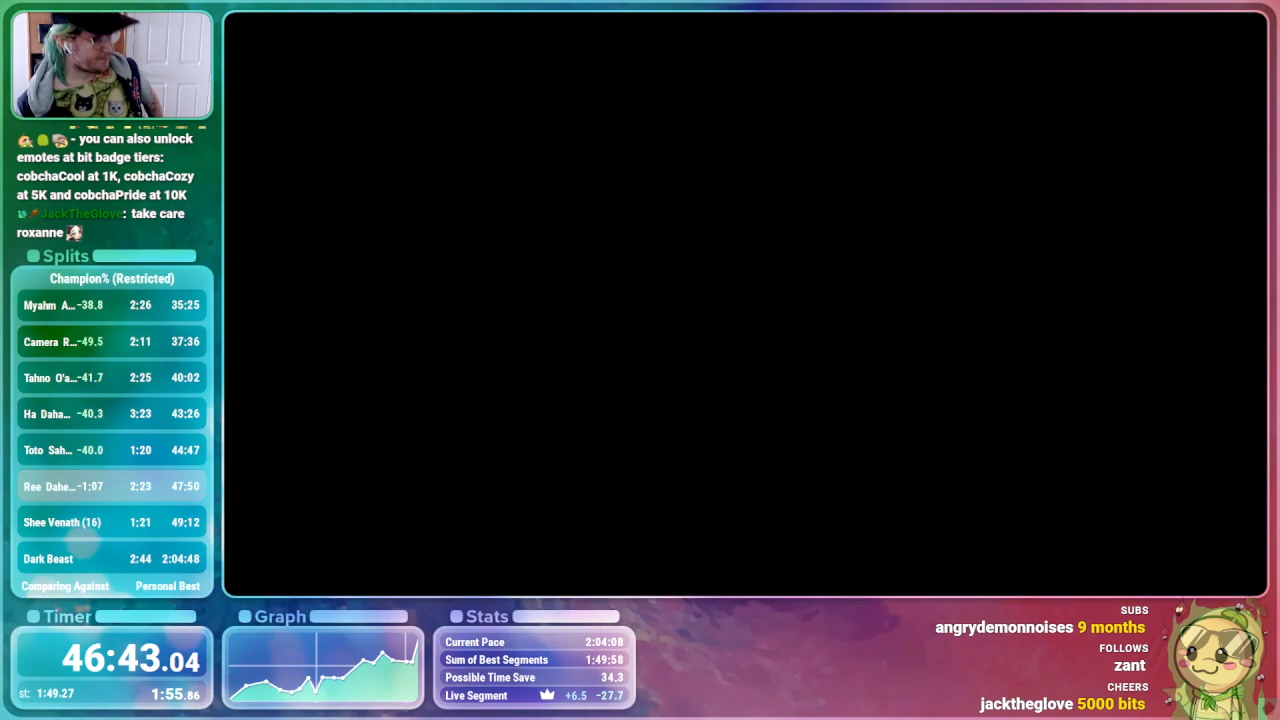 - you can also unlock
emotes at bit badge tiers:
cobchaCool at 1K, cobchaCozy
at 5K and cobchaPride at 10K
JackTheGlove: take care
roxanne
Splits
Champion% (Restricted)
Myahm A... -38.8 2:26 35:25
Camera R... -49.5 2:11 37:36
Tahno O'a... -41.7 2:25 40:02
Ha Daha... -40.3 3:23 43:26
Toto Sah... -40.0 1:20 44:47
Ree Dahe... -1:07 2:23 47:50
Shee Venath (16) 1:21 49:12
Dark Beast 2:44 2:04:48
Comparing Against Personal Best
Timer
46:43.04
st: 1:49.27 1:55.86
Graph
Stats
Current Pace 2:04:08
Sum of Best Segments 1:49:58
Possible Time Save 34.3
Live Segment +6.5 -27.7
SUBS
angrydemonnoises 9 months
FOLLOWS
zant
CHEERS
jacktheglove 5000 bits